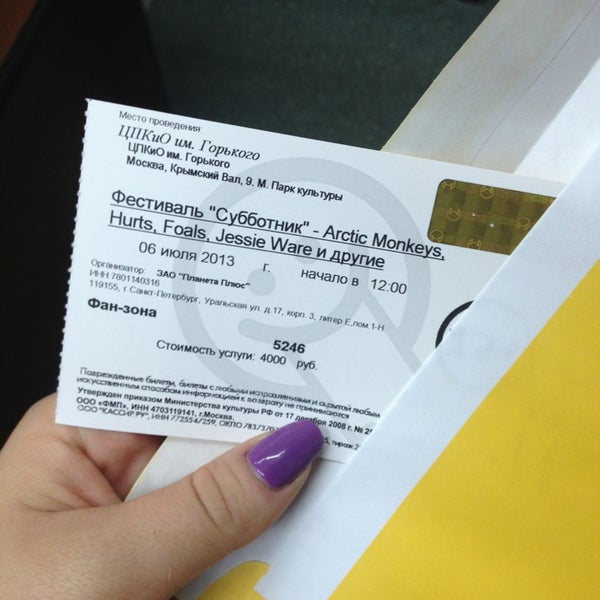 Место проведения:
ЦПКиО им. Горького
ЦПКиО им. Горького
Москва, Крымский Вал, 9. М. Парк культуры
Фестиваль "Субботник" - Arctic Monkeys,
Hurts, Foals, Jessie Ware и другие
06 июля 2013 г. начало в 12:00
Организатор: ЗАО "Планета Плюс"
ИНН 7801140316
119155, г.Санкт-Петербург, Уральская ул. д.17, корп. 3, литер Е,пом.1-Н
Фан-зона
5246
Стоимость услуги: 4000 руб.
Поврежденные билеты, билеты с любыми исправлениями и скрытой любым
искусственным способом информацией к возврату не принимаются
Утвержден приказом Министерства культуры РФ от 17 декабря 2008 г. №
ООО «ФМП», ИНН 4703119141, г.Москва.
ООО "КАССИР.РУ", ИНН